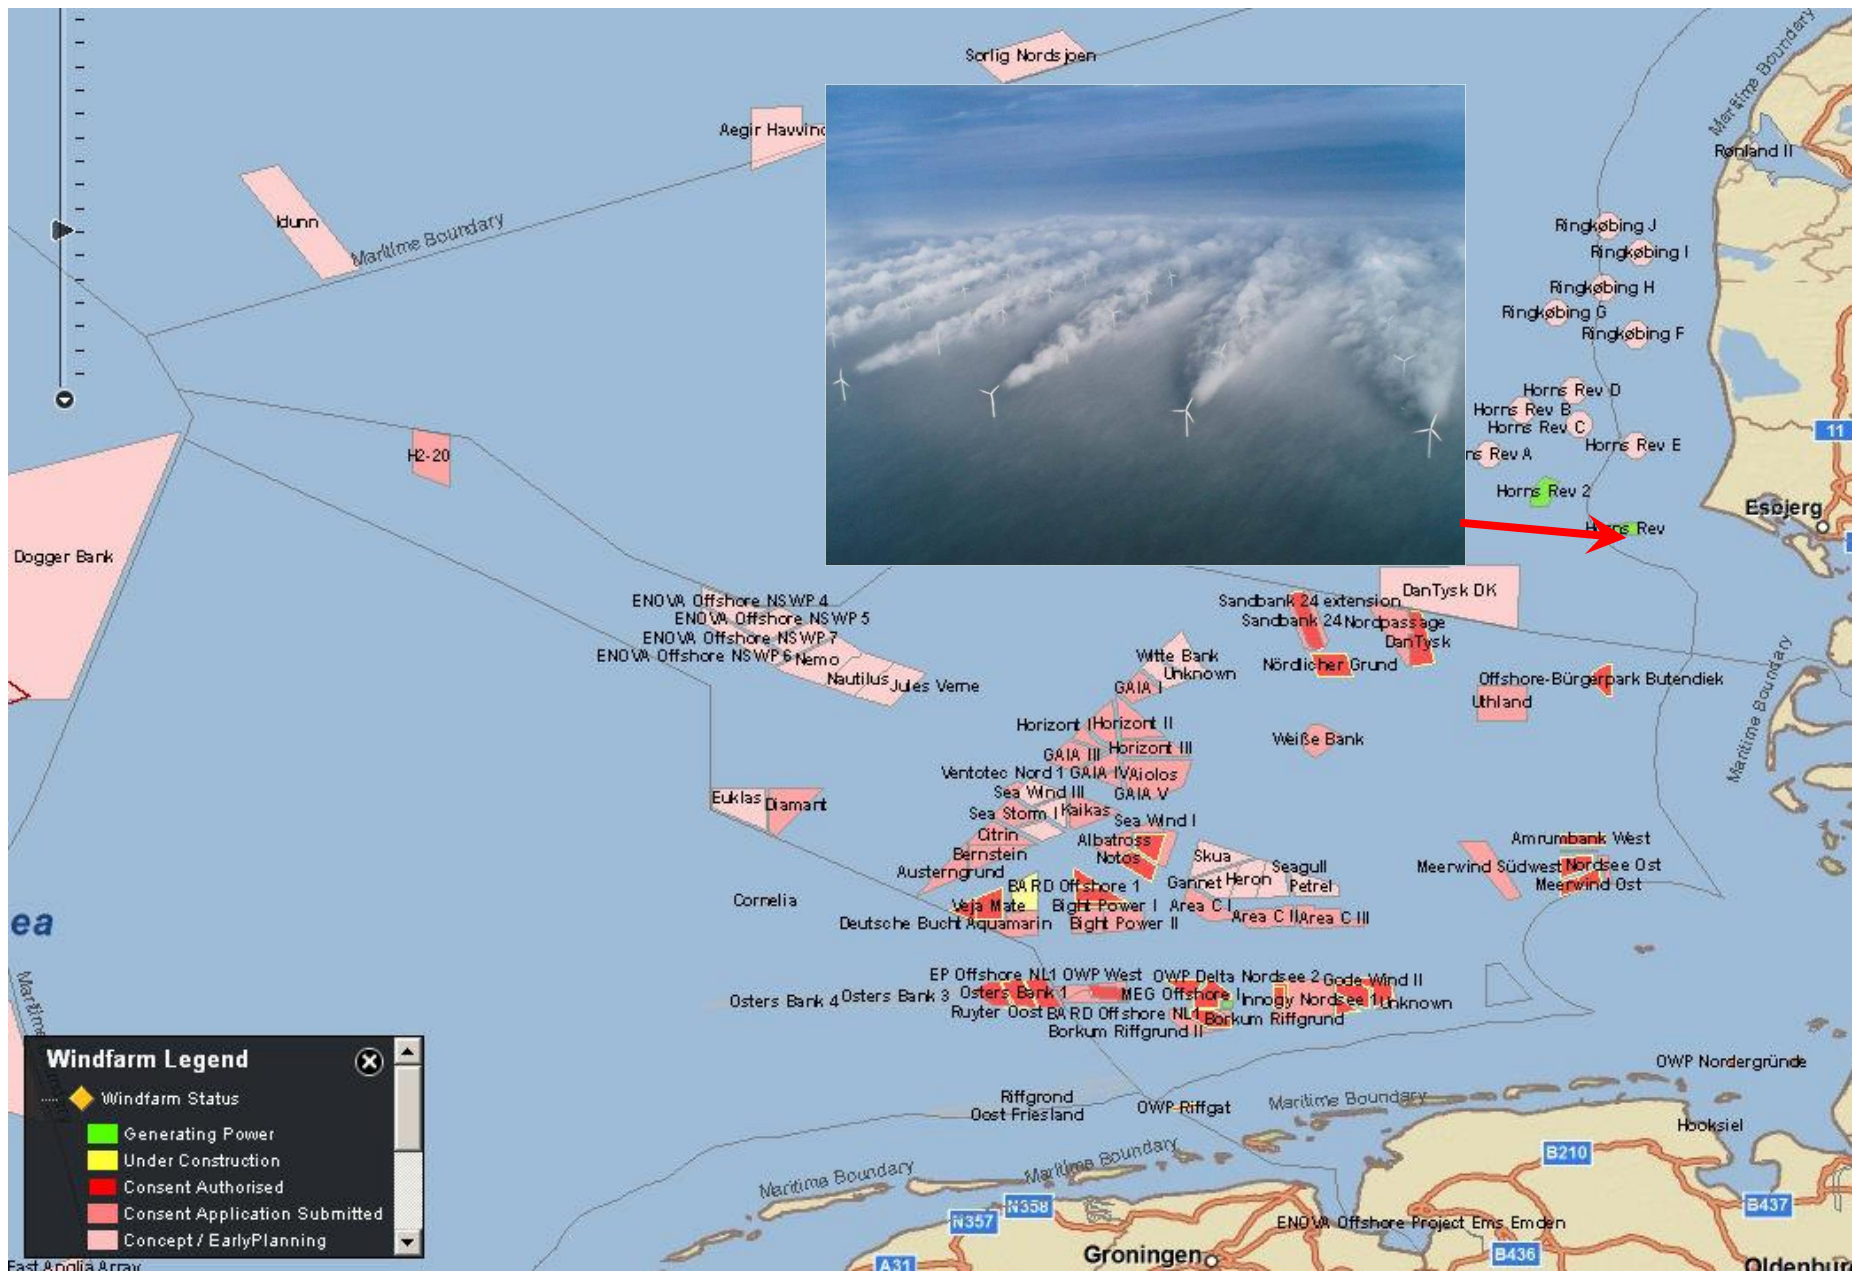 Sorlig Nordsjoen
Maritime Boundary
Aegir Havvind
Rønland II
Idunn
Maritime Boundary
Ringkøbing J
Ringkøbing I
Ringkøbing H
Ringkøbing G
Ringkøbing F
Horns Rev D
Horns Rev B
Horns Rev C
11
Horns Rev E
ns Rev A
H2-20
Horns Rev 2
Esbjerg
Horns Rev
Dogger Bank
DanTysk DK
ENOVA Offshore NSWP 4
Sandbank 24 extension
ENOVA Offshore NSWP 5
Sandbank 24
Nordpassage
ENOVA Offshore NSWP 7
DanTysk
ENOVA Offshore NSWP 6
Nemo
Witte Bank
Nördlicher Grund
Unknown
Nautilus
Jules Verne
GAIA I
Offshore-Bürgerpark Butendiek
Uthland
Maritime Boundary
Horizont I
Horizont II
Weiße Bank
GAIA III
Horizont III
Ventotec Nord 1
GAIA IV
Aiolos
Sea Wind III
GAIA V
Euklas
Diamant
Sea Storm I
Kaikas
Sea Wind I
Citrin
Albatross
Amrumbank West
Bernstein
Notos
Skua
Seagull
Meerwind Südwest
Nordsee Ost
Austerngrund
Gannet
Heron
Petrel
Meerwind Ost
BARD Offshore 1
Cornelia
Veja Mate
Bight Power I
Area C I
ea
Deutsche Bucht
Aquamarin
Bight Power II
Area C II
Area C III
EP Offshore NL1
OWP West
OWP Delta Nordsee 2
Gode Wind II
Osters Bank 4
Osters Bank 3
Osters Bank 1
MEG Offshore I
Innogy Nordsee 1
Unknown
Ruyter Oost
BARD Offshore NL1
Borkum Riffgrund
Borkum Riffgrund II
Maritime Boundary
OWP Nordergründe
Riffgrond
Oost Friesland
OWP Riffgat
Maritime Boundary
Hooksiel
Maritime Boundary
Maritime Boundary
B210
N358
N357
B437
ENOVA Offshore Project Ems Emden
B436
Groningen
A31
Oldenbur
East Anglia Array
Windfarm Legend
Windfarm Status
Generating Power
Under Construction
Consent Authorised
Consent Application Submitted
Concept / EarlyPlanning